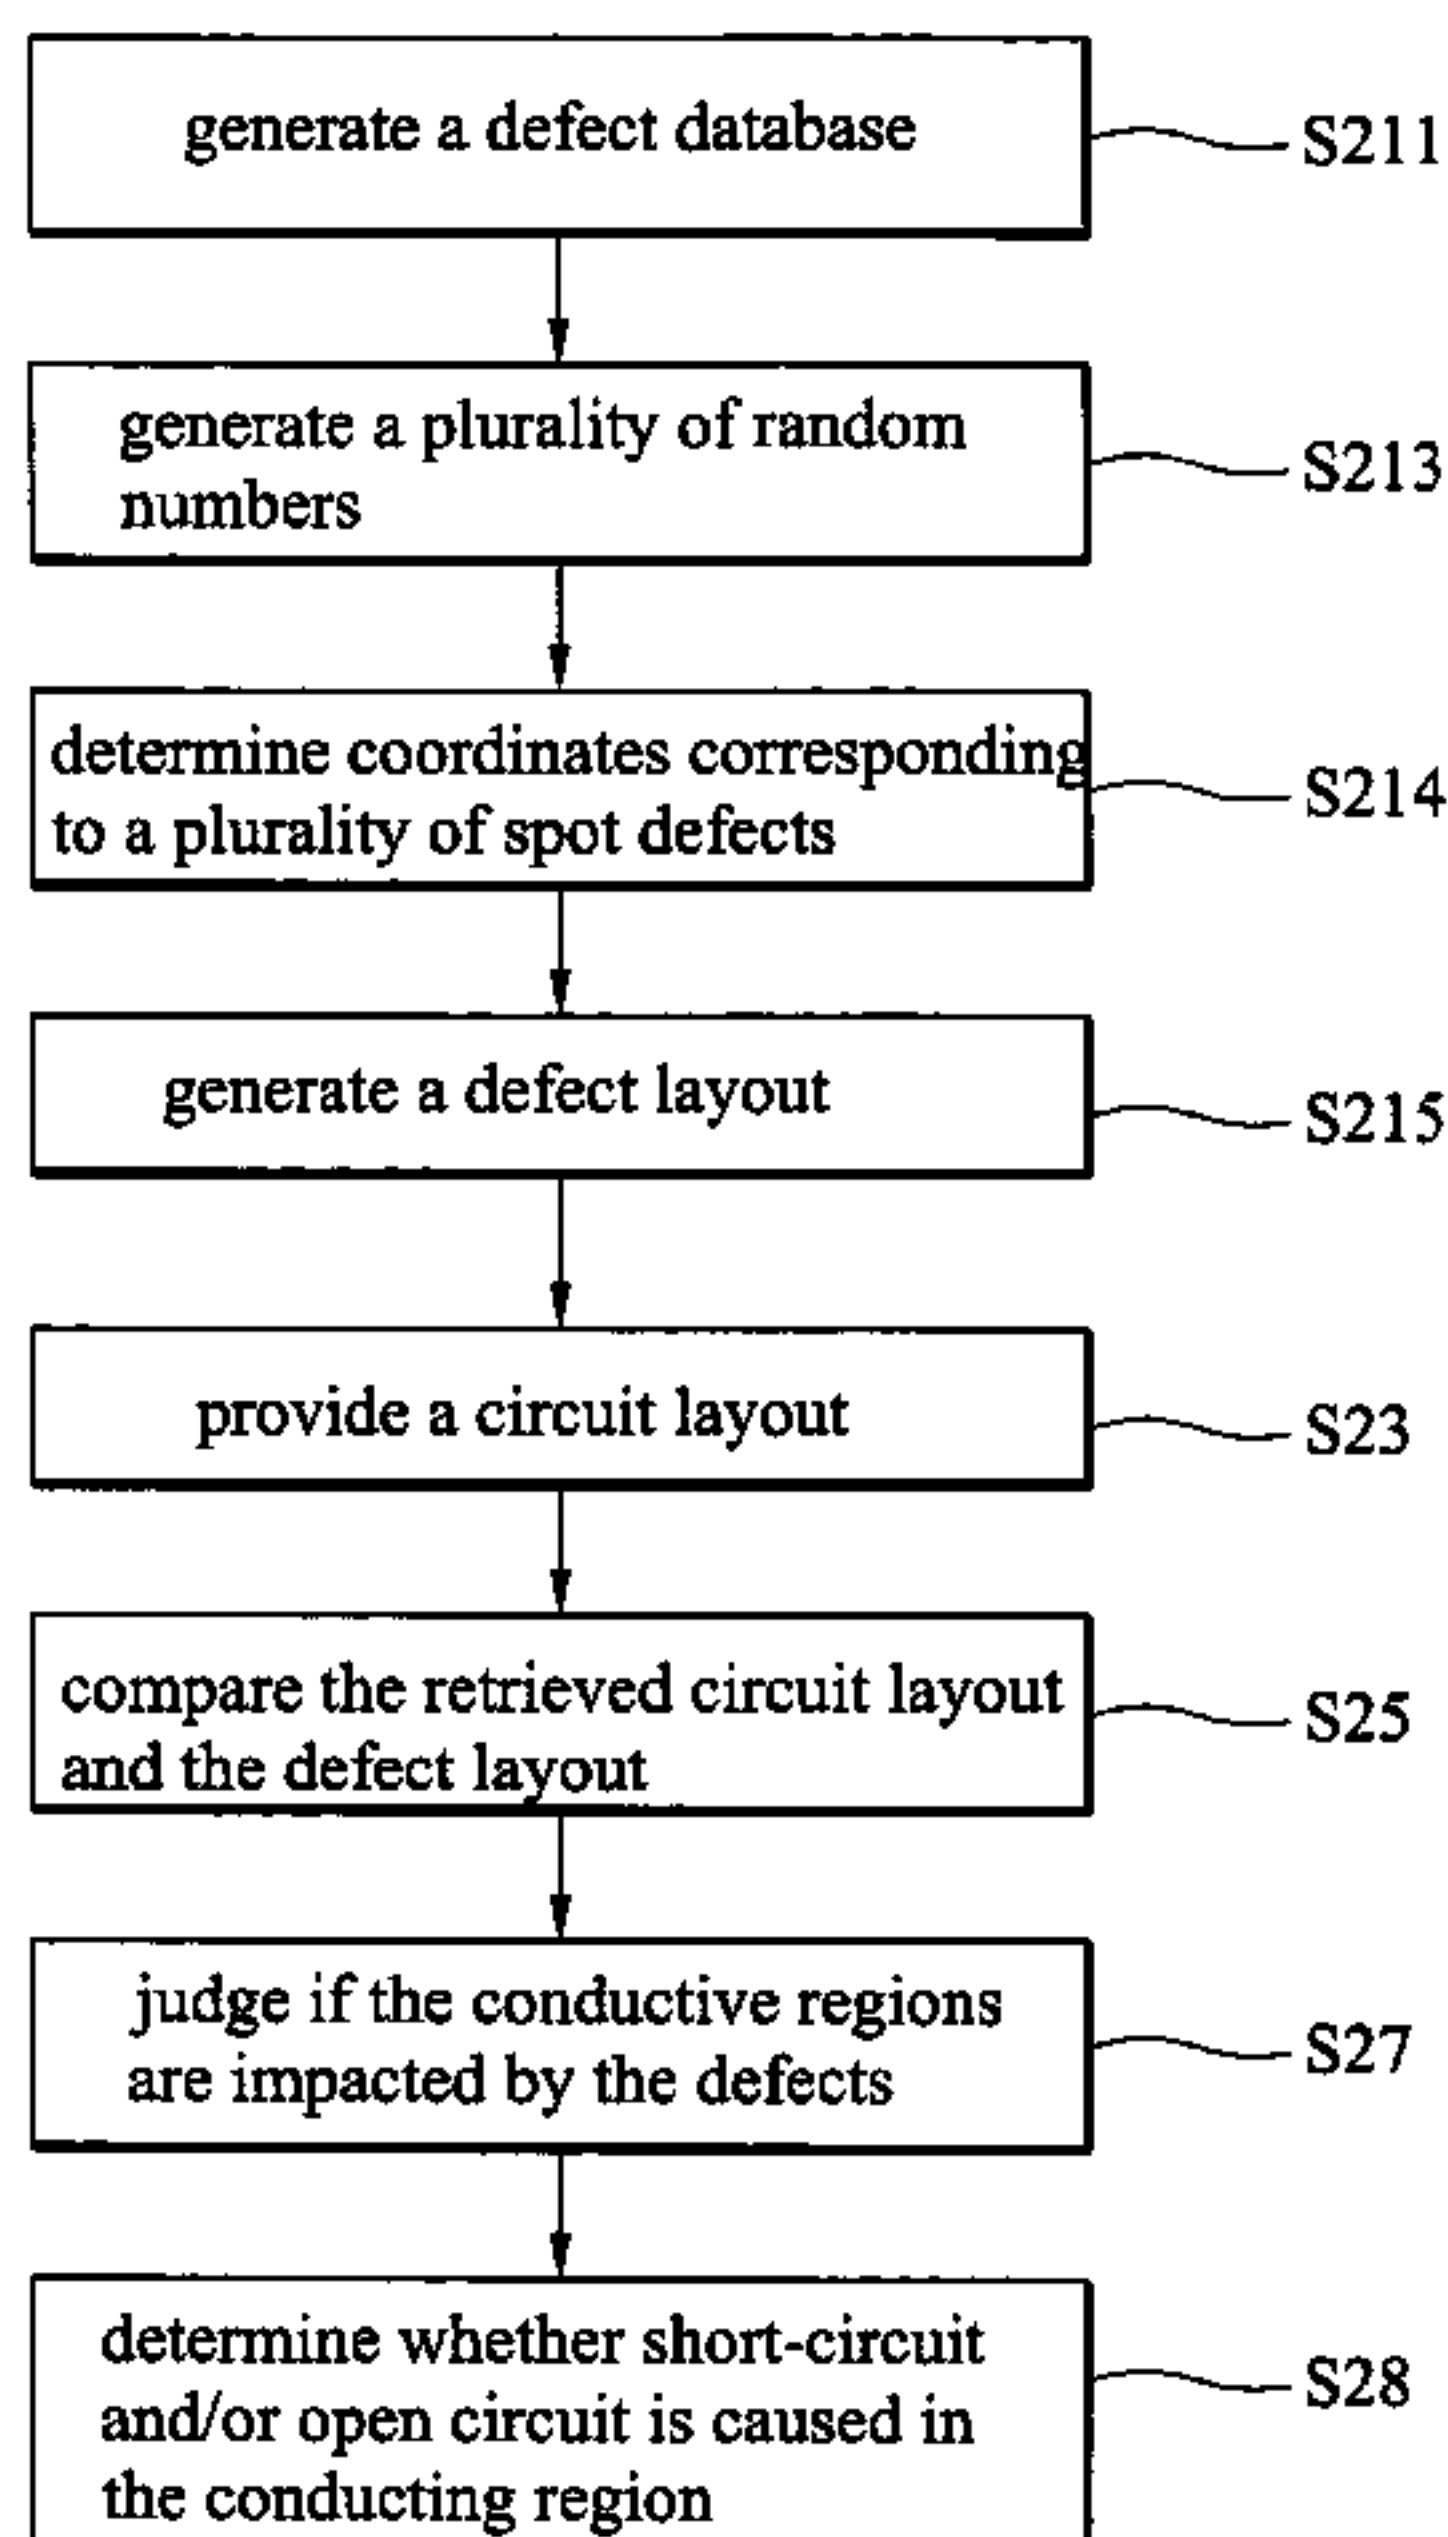 generate a defect database
S211
generate a plurality of random
numbers
S213
determine coordinates corresponding
to a plurality of spot defects
S214
generate a defect layout
S215
provide a circuit layout
S23
compare the retrieved circuit layout
and the defect layout
S25
judge if the conductive regions
are impacted by the defects
S27
determine whether short-circuit
and/or open circuit is caused in
the conducting region
S28